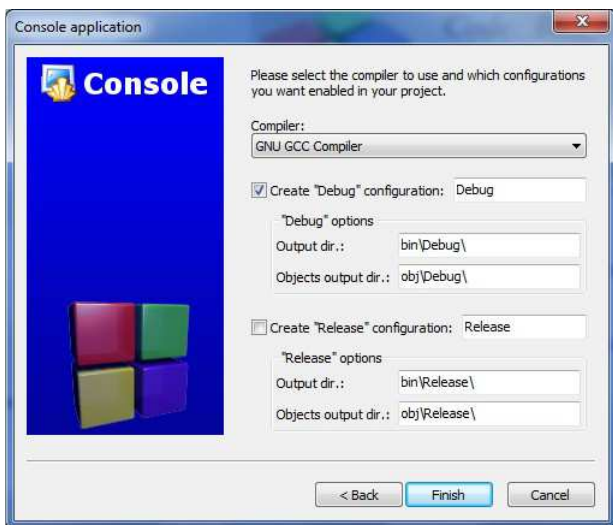 Console application
Console
Please select the compiler to use and which configurations
you want enabled in your project.
Compiler:
GNU GCC Compiler
Create "Debug" configuration: Debug
"Debug" options
Output dir.: bin\Debug\
Objects output dir.: obj\Debug\
Create "Release" configuration: Release
"Release" options
Output dir.: bin\Release\
Objects output dir.: obj\Release\
< Back Finish Cancel